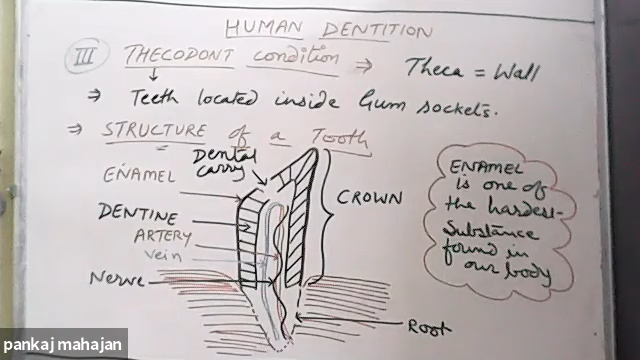 HUMAN DENTITION
III THECODONT condition ⇒ Theca = Wall
⇒ Teeth located inside Gum sockets.
⇒ STRUCTURE of a Tooth
Dental
carry
ENAMEL
CROWN
DENTINE
ARTERY
Vein
Nerve
Root
ENAMEL
is one of
the hardest
Substance
found in
our body
pankaj mahajan